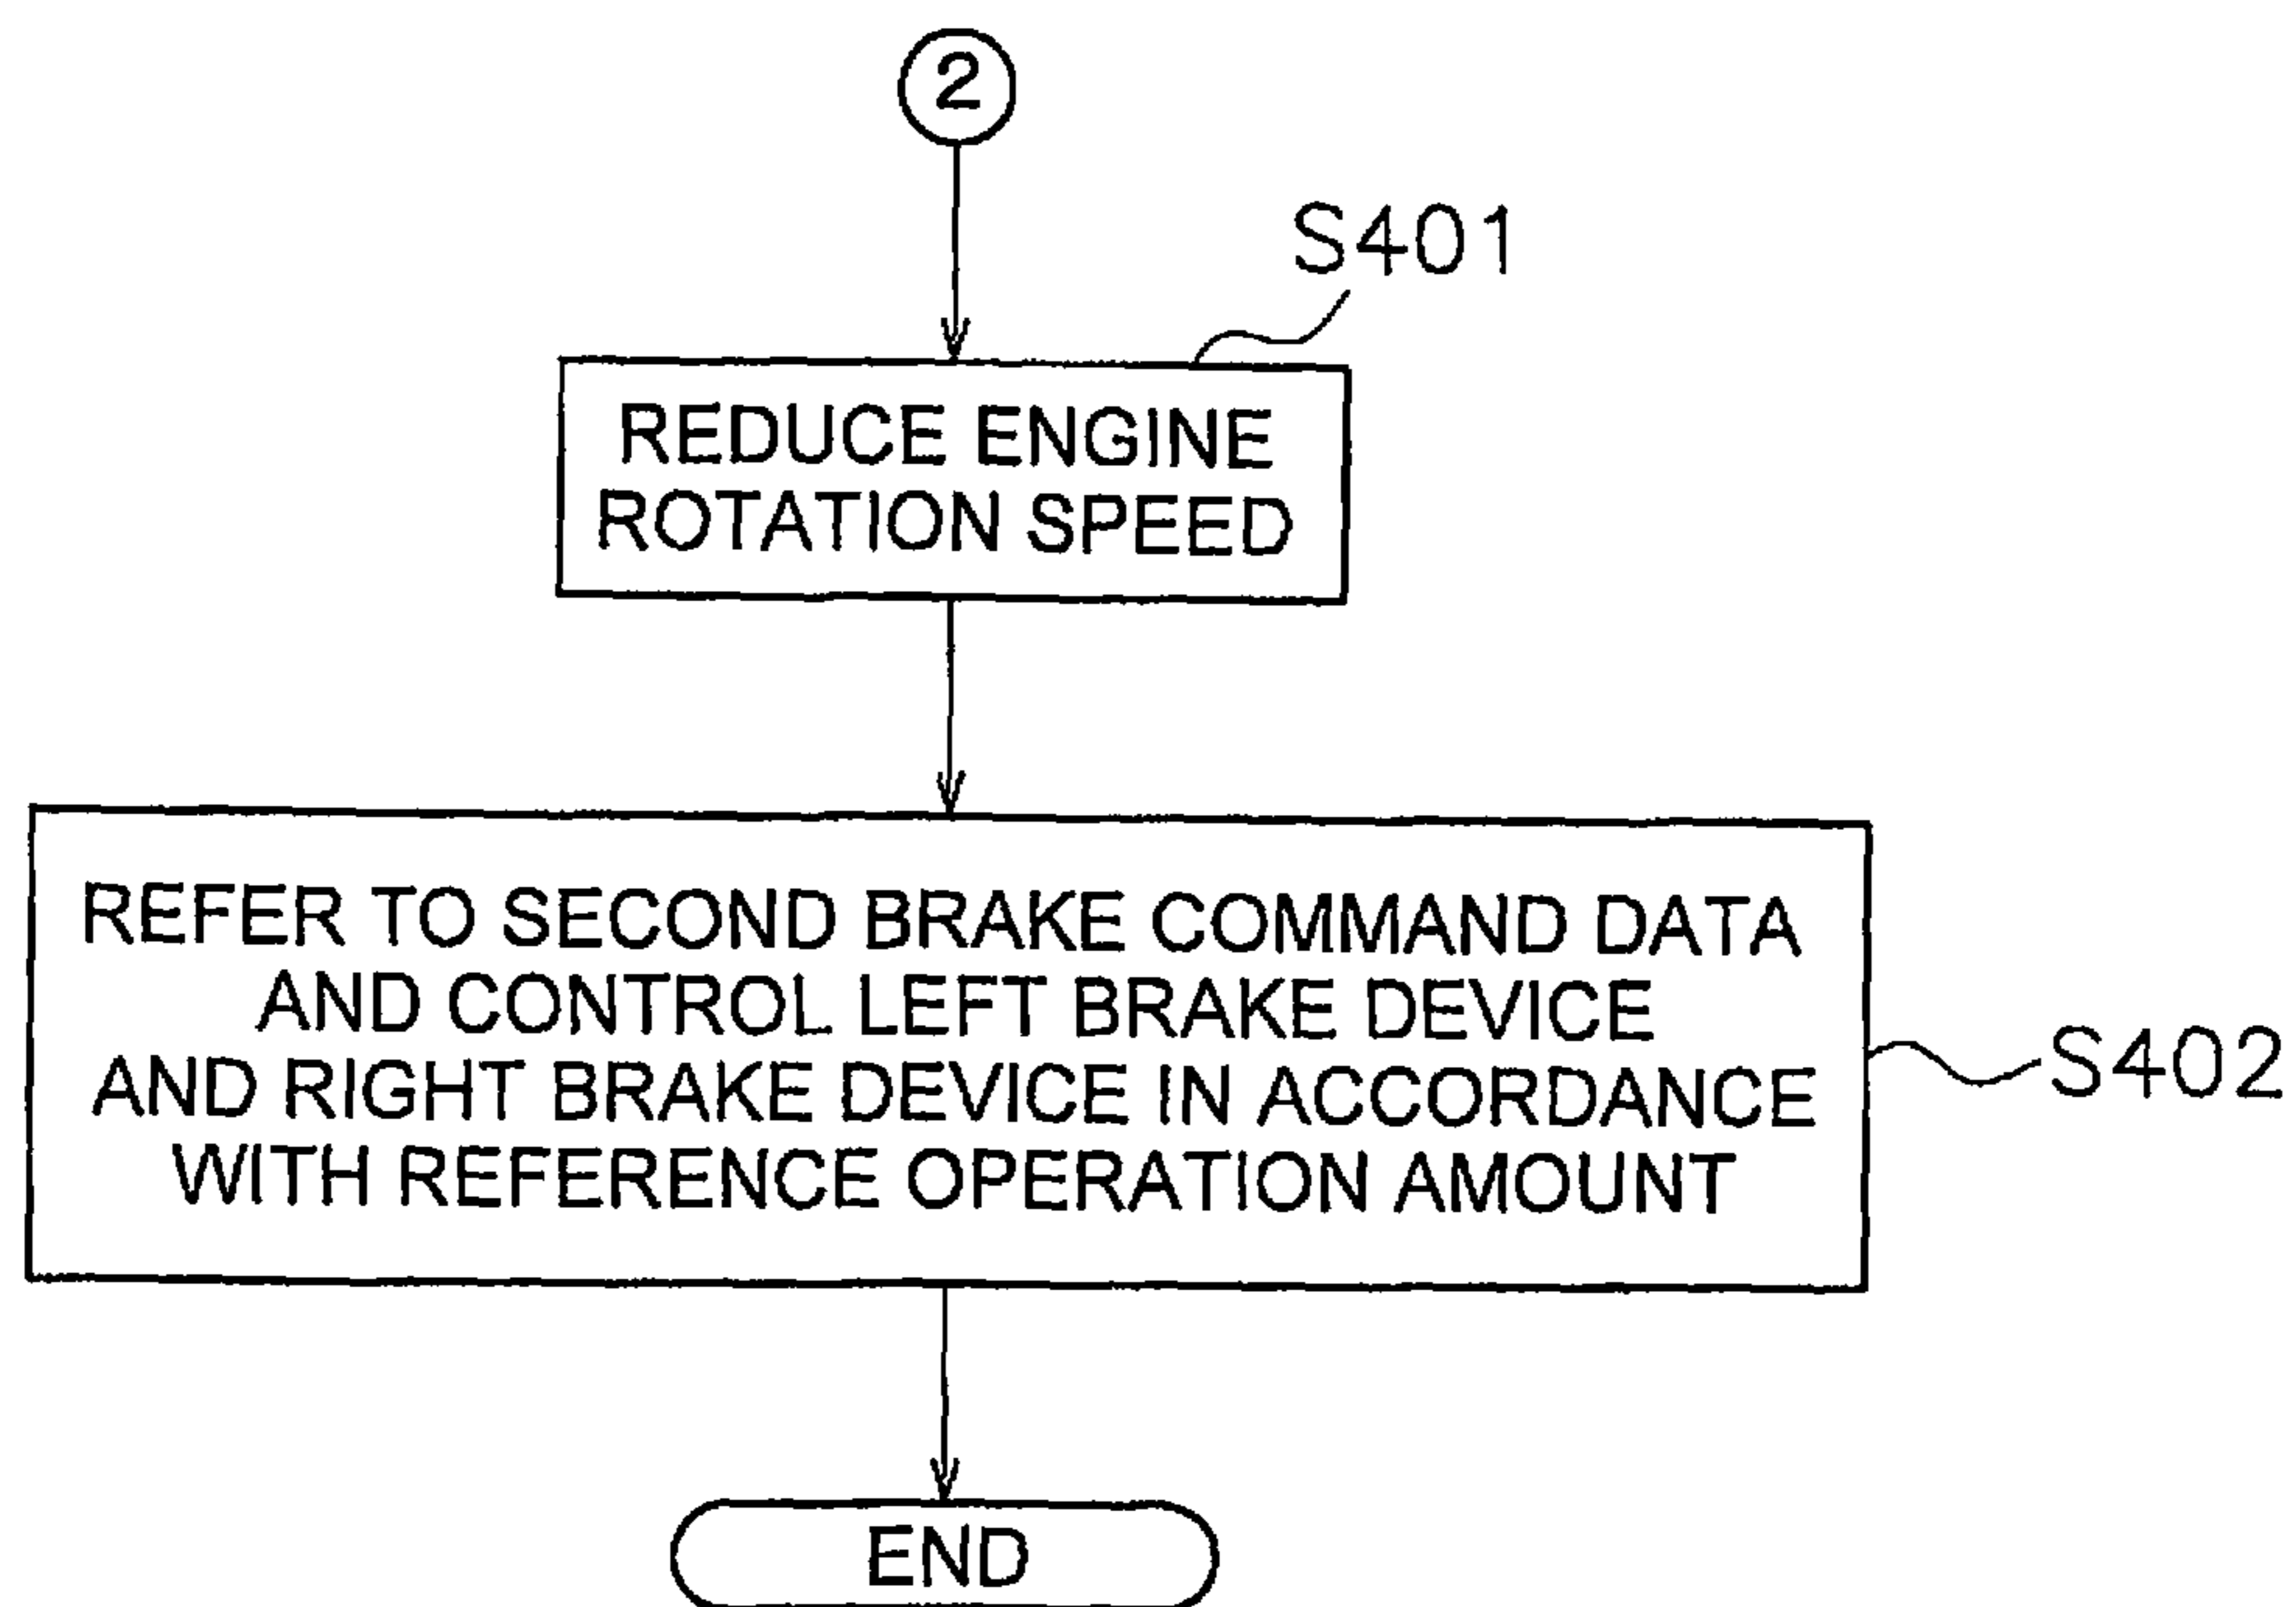 2
S401
REDUCE ENGINE
ROTATION SPEED
REFER TO SECOND BRAKE COMMAND DATA
AND CONTROL LEFT BRAKE DEVICE
AND RIGHT BRAKE DEVICE IN ACCORDANCE
WITH REFERENCE OPERATION AMOUNT
S402
END